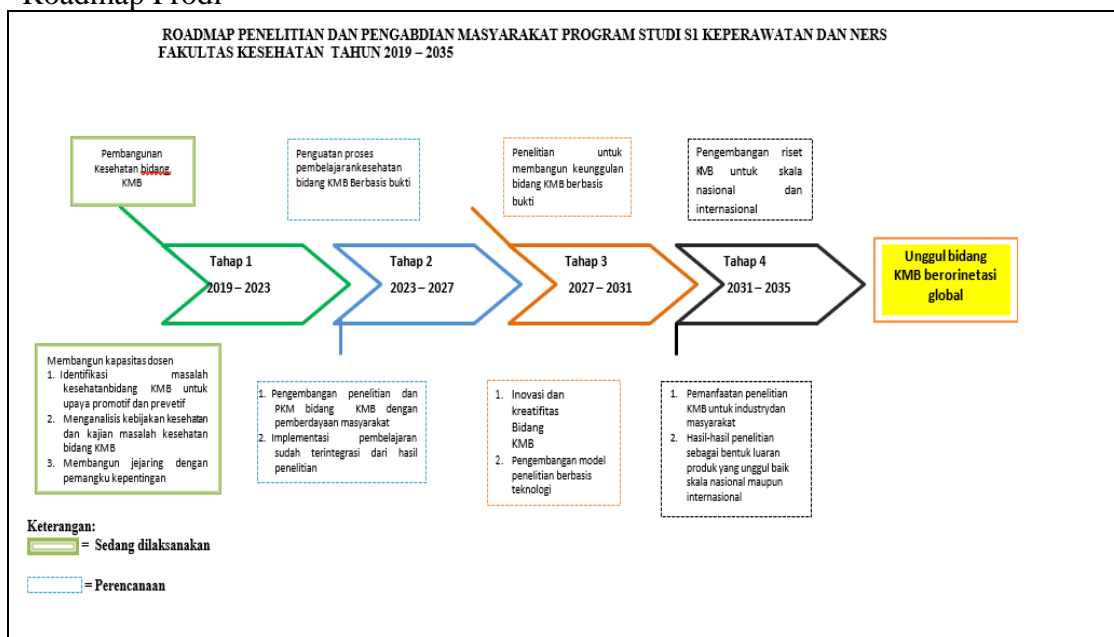 Roadmap Prodi
ROADMAP PENELITIAN DAN PENGABDIAN MASYARAKAT PROGRAM STUDI S1 KEPERAWATAN DAN NERS
FAKULTAS KESEHATAN TAHUN 2019 – 2035
Pembangunan
Kesehatan bidang
KMB
Penguatan proses
pembelajarankesehatan
bidang KMB Berbasis bukti
Penelitian untuk
membangun keunggulan
bidang KMB berbasis
bukti
Pengembangan riset
KMB untuk skala
nasional dan
internasional
Tahap 1
2019 – 2023
Tahap 2
2023 – 2027
Tahap 3
2027 – 2031
Tahap 4
2031 – 2035
Unggul bidang
KMB berorinetasi
global
Membangun kapasitas dosen
1. Identifikasi masalah
kesehatanbidang KMB untuk
upaya promotif dan prevetif
2. Menganalisis kebijakan kesehatan
dan kajian masalah kesehatan
bidang KMB
3. Membangun jejaring dengan
pemangku kepentingan
1. Pengembangan penelitian dan
PKM bidang KMB dengan
pemberdayaan masyarakat
2. Implementasi pembelajaran
sudah terintegrasi dari hasil
penelitian
1. Inovasi dan
kreatifitas
Bidang
KMB
2. Pengembangan model
penelitian berbasis
teknologi
1. Pemanfaatan penelitian
KMB untuk industrydan
masyarakat
2. Hasil-hasil penelitian
sebagai bentuk luaran
produk yang unggul baik
skala nasional maupun
internasional
Keterangan:
= Sedang dilaksanakan
= Perencanaan